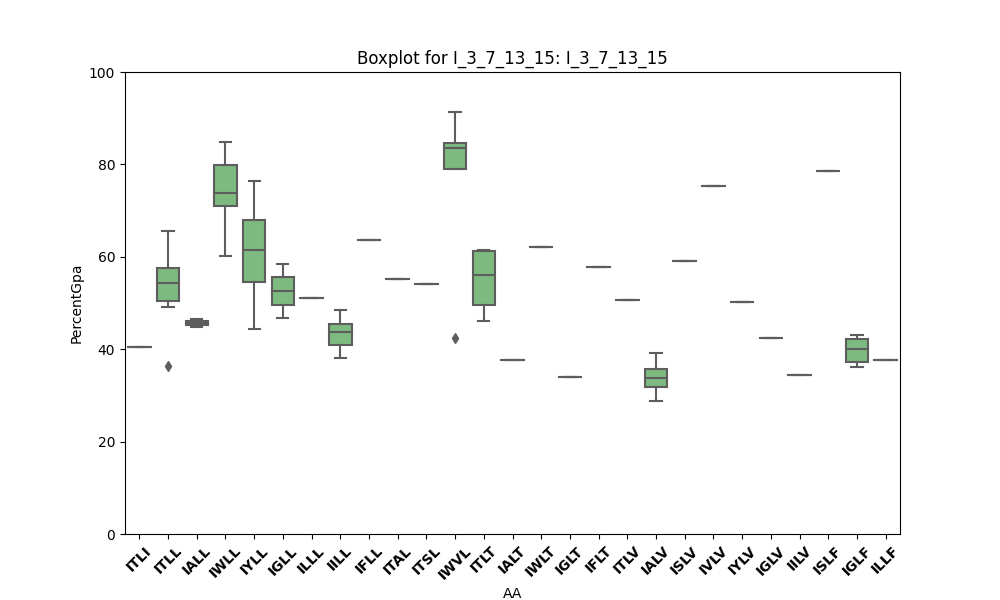 Boxplot for I_3_7_13_15: I_3_7_13_15
100
80
60
40
20
0
PercentGpa
ITLI ITLL IALL IWLL IYLL IGLL ILLL IILL IFLL ITAL ITSL IWVL ITLT IALT IWLT IGLT IFLT ITLV IALV ISLV IVLV IYLV IGLV IILV ISLF IGLF ILLF
AA